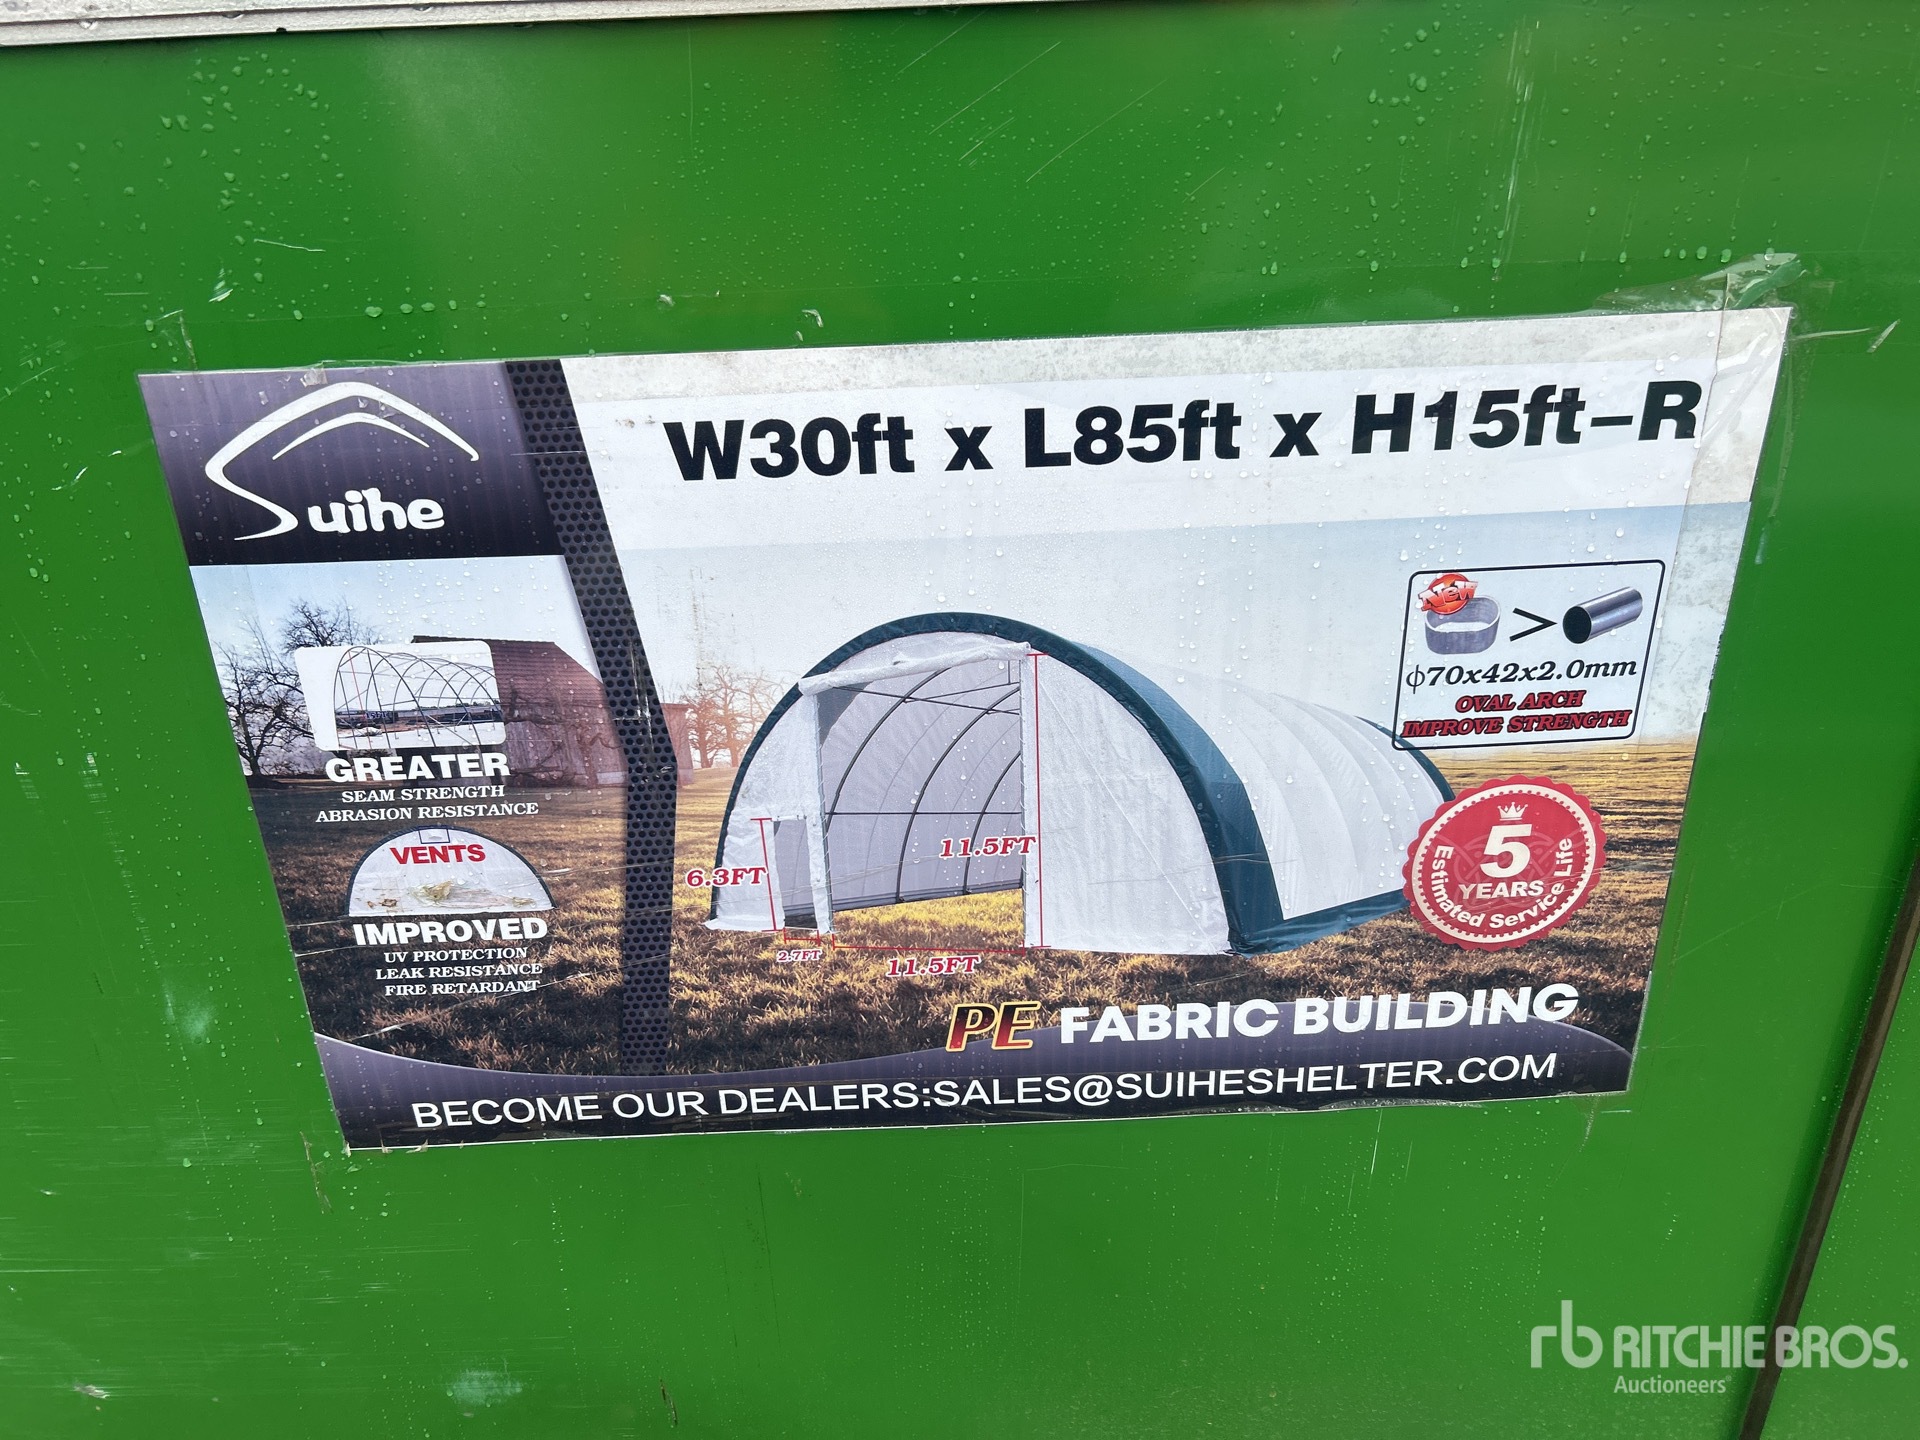 Suihe
W30ft x L85ft x H15ft-R
New
>
ϕ70x42x2.0mm
OVAL ARCH
IMPROVE STRENGTH
GREATER
SEAM STRENGTH
ABRASION RESISTANCE
VENTS
IMPROVED
UV PROTECTION
LEAK RESISTANCE
FIRE RETARDANT
6.3FT
11.5FT
2.7FT
11.5FT
5
YEARS
Estimated Service Life
PE FABRIC BUILDING
BECOME OUR DEALERS:SALES@SUIHESHELTER.COM
rb RITCHIE BROS.
Auctioneers